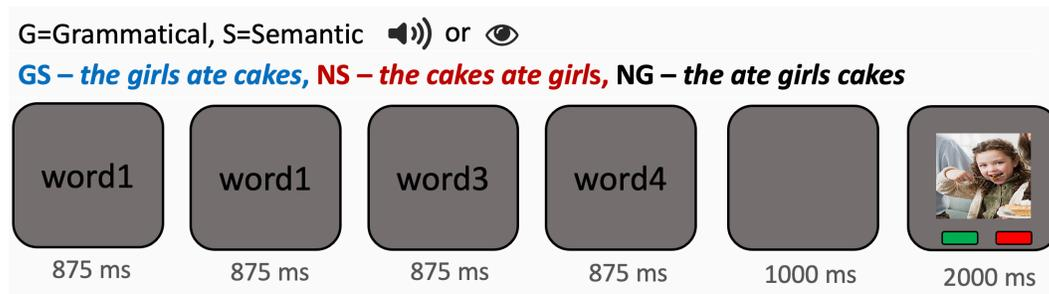 G=Grammatical, S=Semantic or
GS – the girls ate cakes, NS – the cakes ate girls, NG – the ate girls cakes
word1 word1 word3 word4
875 ms 875 ms 875 ms 875 ms 1000 ms 2000 ms